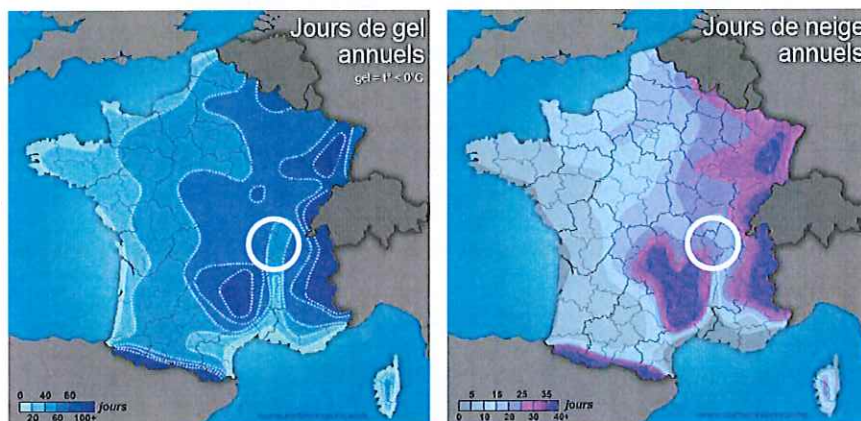 Jours de gel
annuels
gel = t° < 0°C
0 40 80
20 60 100+
jours
Jours de neige
annuels
5 15 25 35
0 10 20 30 40+
jours